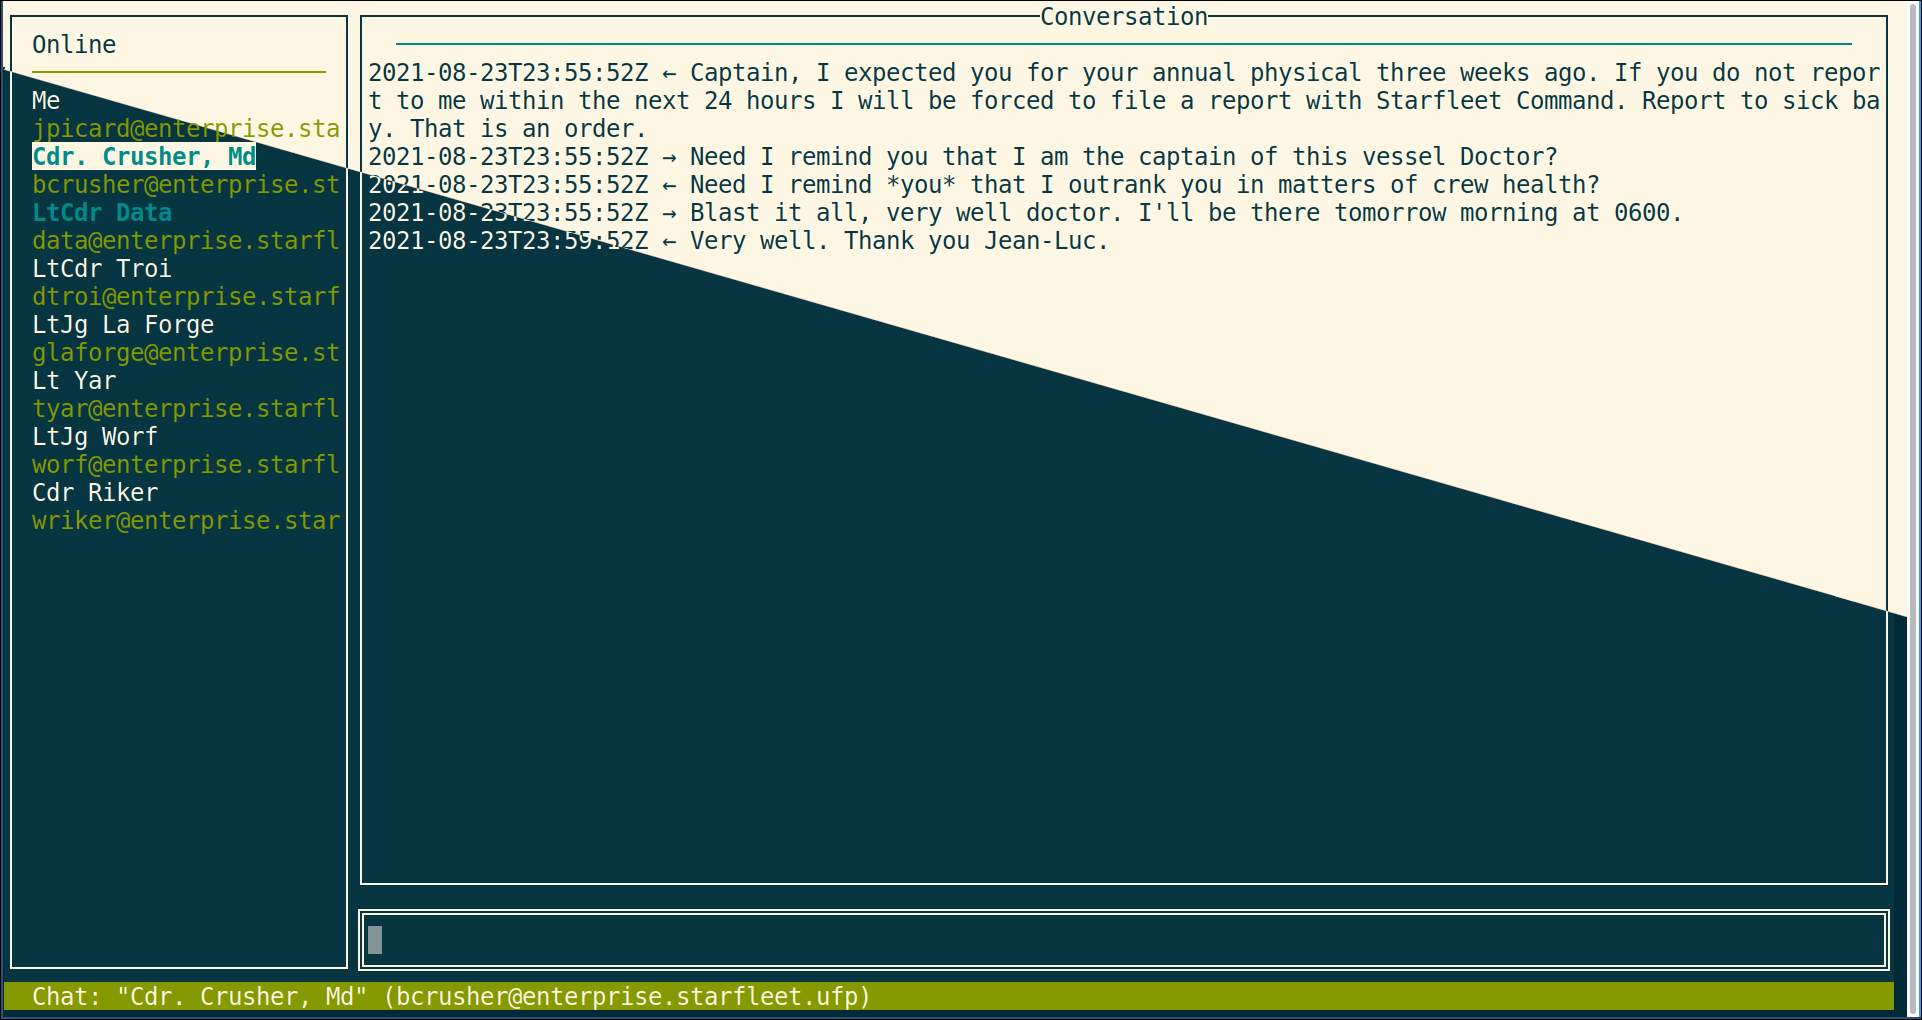 Online
Me
jpicard@enterprise.sta
Cdr. Crusher, Md
bcrusher@enterprise.st
LtCdr Data
data@enterprise.starfl
LtCdr Troi
dtroi@enterprise.starf
LtJg La Forge
glaforge@enterprise.st
Lt Yar
tyar@enterprise.starfl
LtJg Worf
worf@enterprise.starfl
Cdr Riker
wriker@enterprise.star
Conversation
2021-08-23T23:55:52Z ← Captain, I expected you for your annual physical three weeks ago. If you do not repor
t to me within the next 24 hours I will be forced to file a report with Starfleet Command. Report to sick ba
y. That is an order.
2021-08-23T23:55:52Z → Need I remind you that I am the captain of this vessel Doctor?
2021-08-23T23:55:52Z ← Need I remind *you* that I outrank you in matters of crew health?
2021-08-23T23:55:52Z → Blast it all, very well doctor. I'll be there tomorrow morning at 0600.
2021-08-23T23:59:52Z ← Very well. Thank you Jean-Luc.
Chat: "Cdr. Crusher, Md" (bcrusher@enterprise.starfleet.ufp)